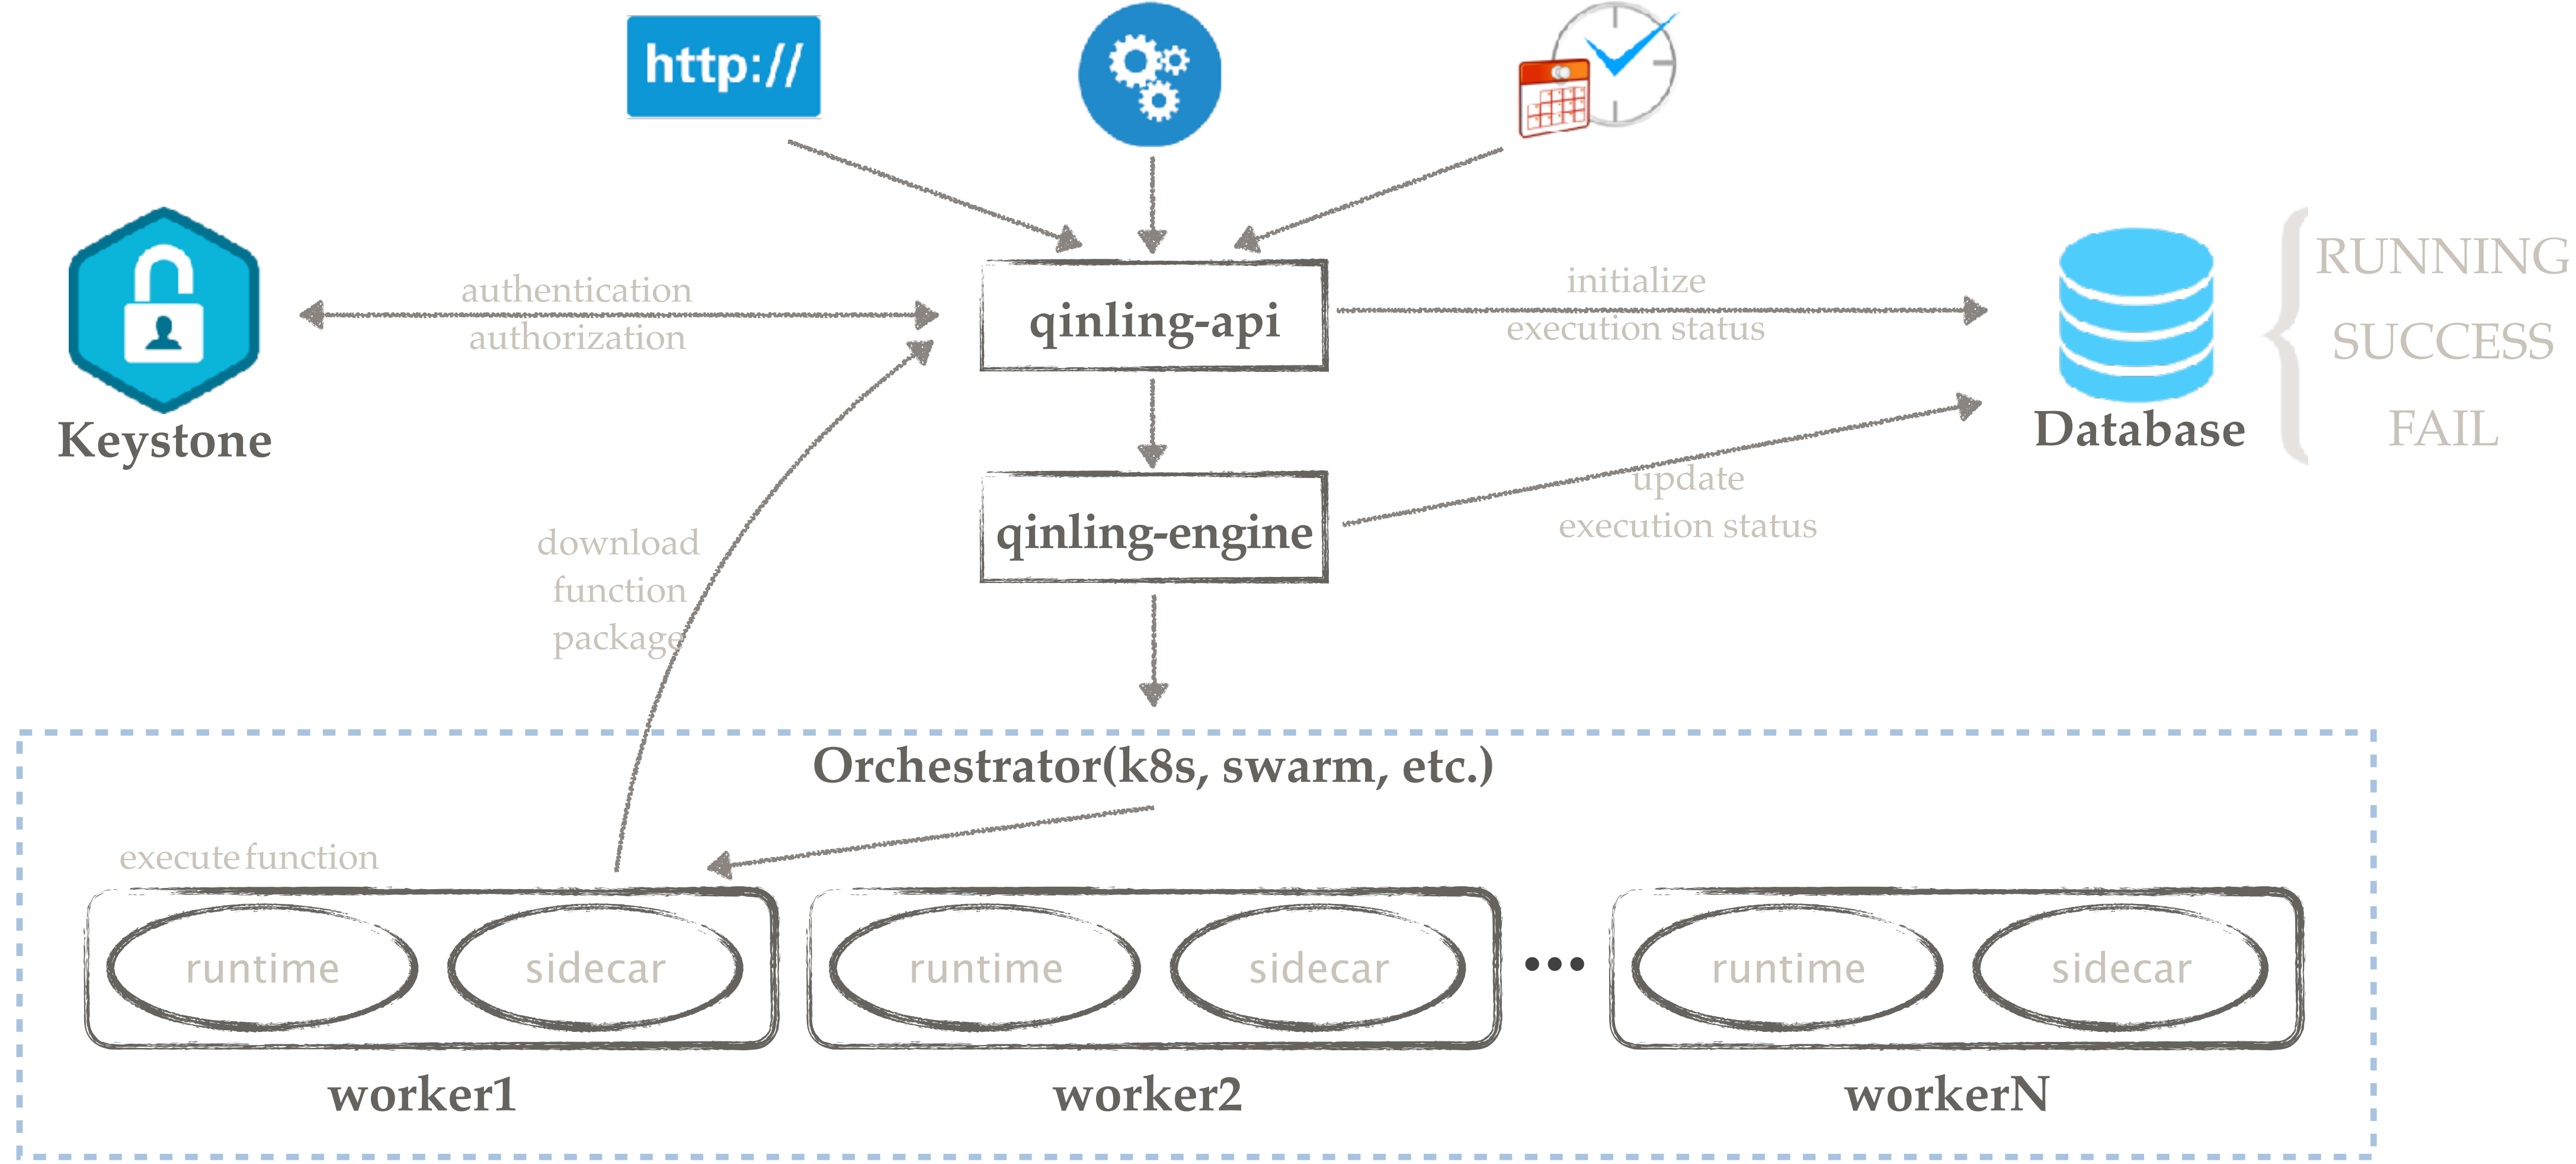 http://
authentication
authorization
Keystone
qinling-api
initialize
execution status
Database
RUNNING
SUCCESS
FAIL
qinling-engine
update
execution status
download
function
package
Orchestrator(k8s, swarm, etc.)
execute function
runtime
sidecar
runtime
sidecar
...
runtime
sidecar
worker1
worker2
workerN